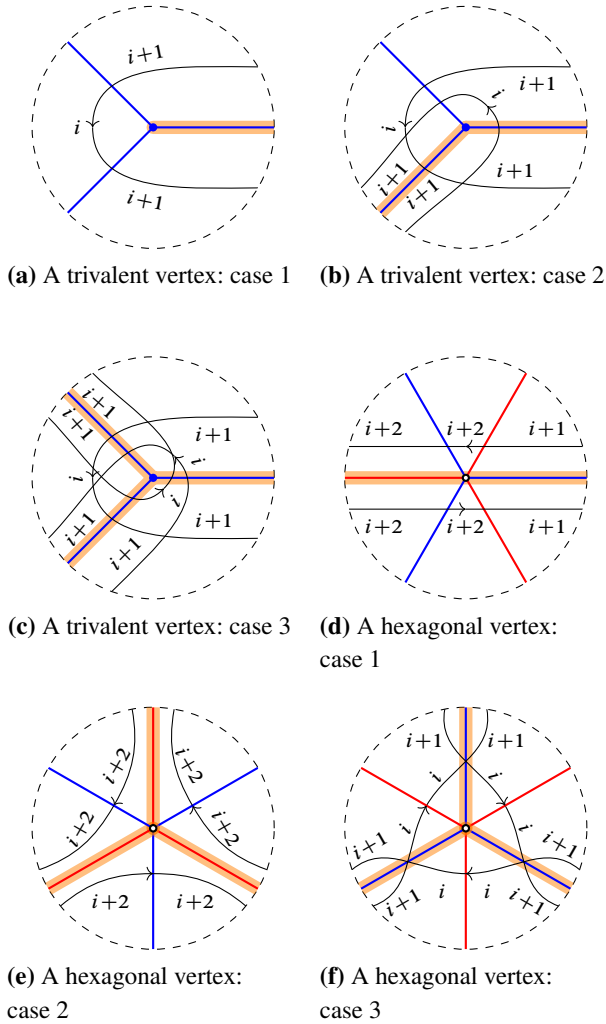 i+1
i
i+1
(a) A trivalent vertex: case 1
i
i+1
i
i+1
i+1
i+1
(b) A trivalent vertex: case 2
i+1
i+1
i+1
i
i
i
i+1
i+1
i+1
(c) A trivalent vertex: case 3
i+2 i+2 i+1
i+2 i+2 i+1
(d) A hexagonal vertex:
case 1
i+2 i+2
i+2 i+2
i+2 i+2
(e) A hexagonal vertex:
case 2
i+1 i+1
i i
i i
i+1 i+1
i+1 i i i+1
(f) A hexagonal vertex:
case 3